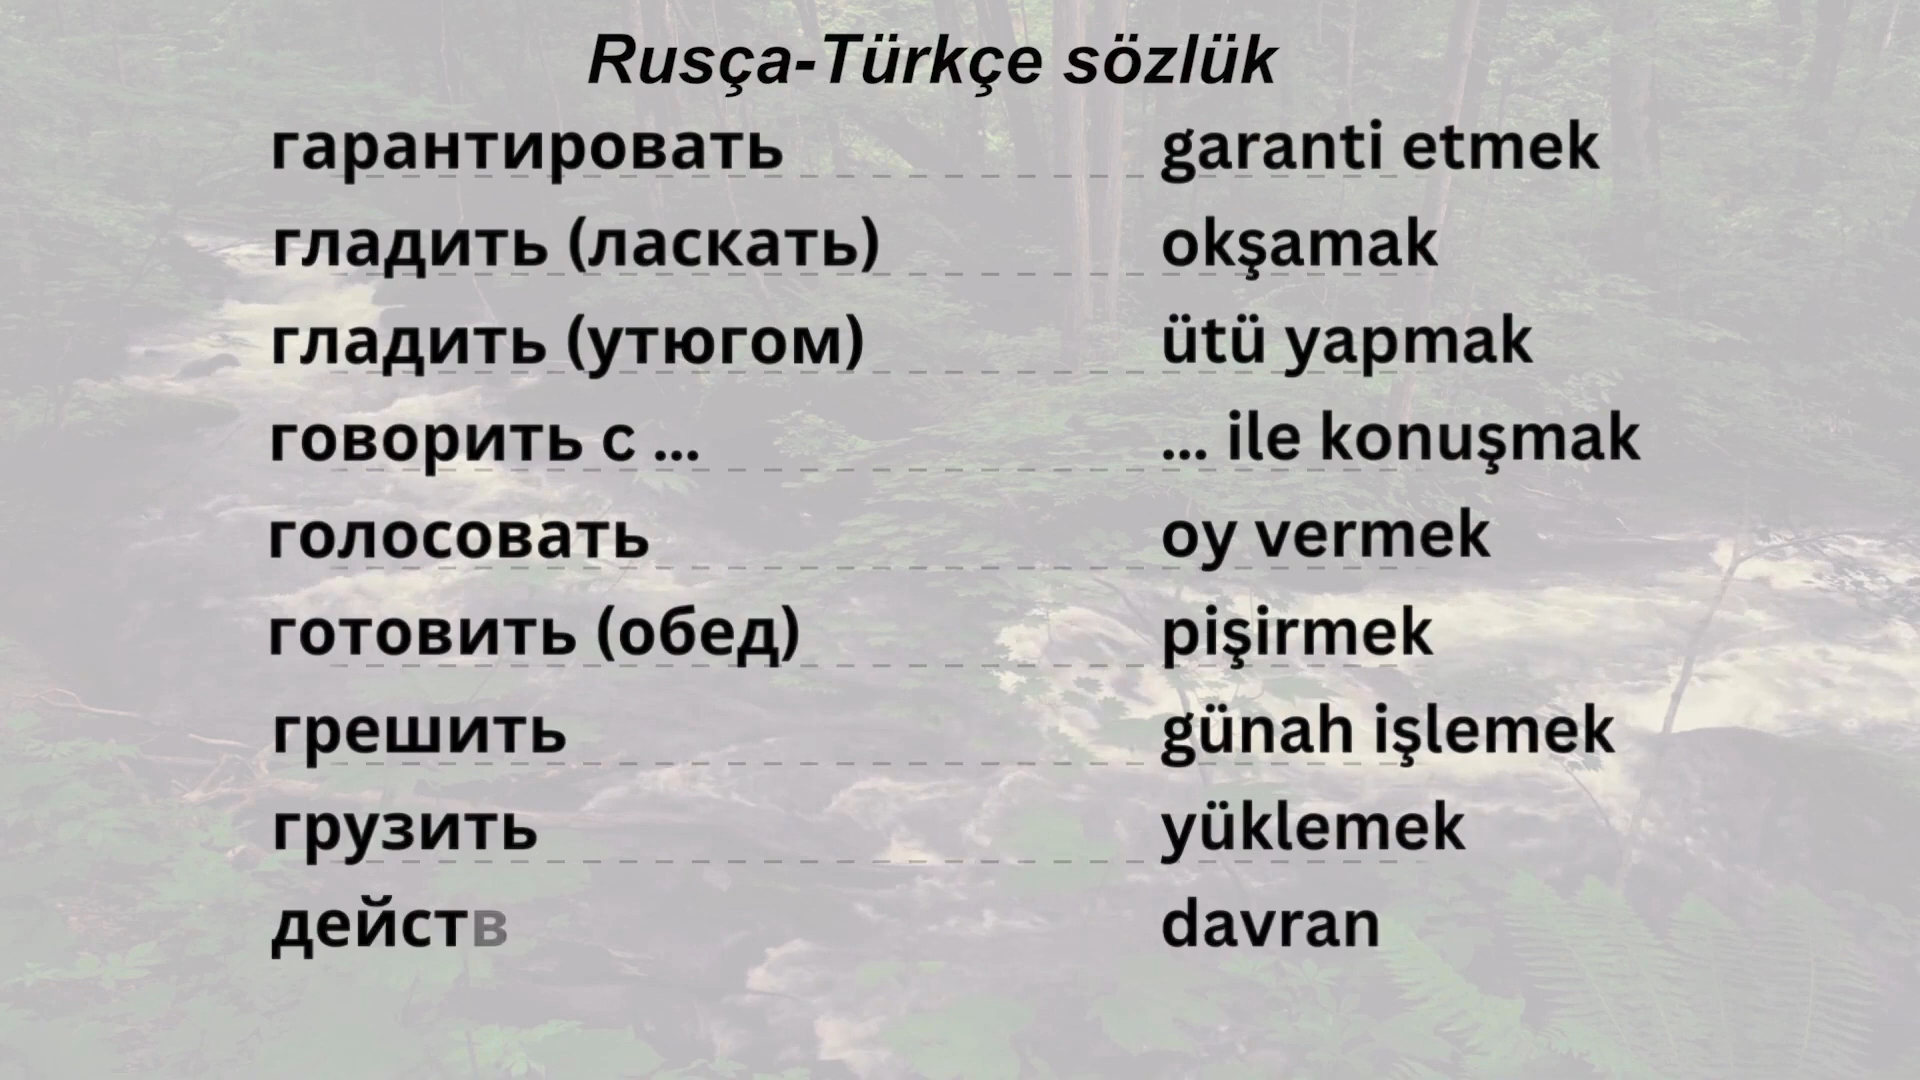 Rusça-Türkçe sözlük
гарантировать garanti etmek
гладить (ласкать) okşamak
гладить (утюгом) ütü yapmak
говорить с ... ... ile konuşmak
голосовать oy vermek
готовить (обед) pişirmek
грешить günah işlemek
грузить yüklemek
действ davran